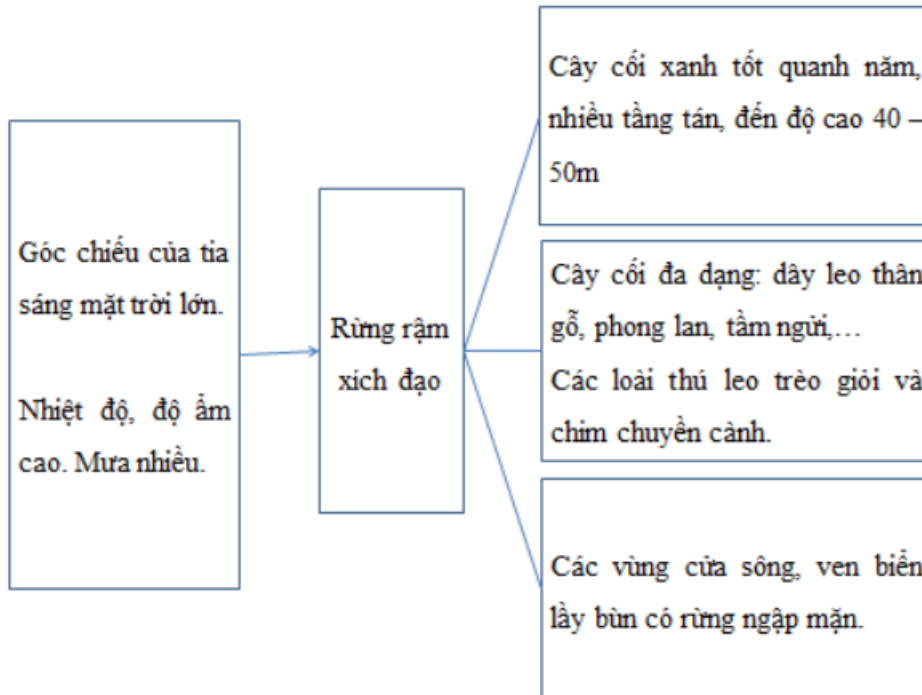 Góc chiếu của tia
sáng mặt trời lớn.
Nhiệt độ, độ ẩm
cao. Mưa nhiều.
Rừng rậm
xích đạo
Cây cối xanh tốt quanh năm,
nhiều tầng tán, đến độ cao 40 –
50m
Cây cối đa dạng: dây leo thân
gỗ, phong lan, tầm ngửi,…
Các loài thú leo trèo giỏi và
chim chuyền cành.
Các vùng cửa sông, ven biển
lầy bùn có rừng ngập mặn.